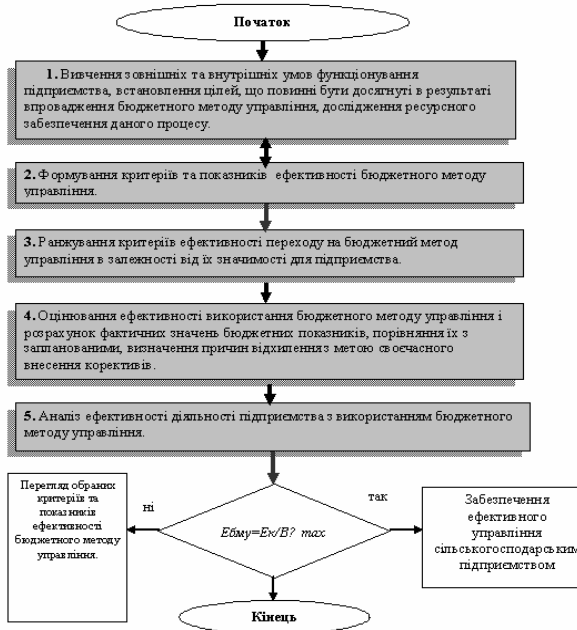 Початок
1. Вивчення зовнішніх та внутрішніх умов функціонування
підприємства, встановлення цілей, що повинні бути досягнуті в результаті
впровадження бюджетного методу управління, дослідження ресурсного
забезпечення даного процесу.
2. Формування критеріїв та показників ефективності бюджетного методу
управління.
3. Ранжування критеріїв ефективності переходу на бюджетний метод
управління в залежності від їх значимості для підприємства.
4. Оцінювання ефективності використання бюджетного методу управління і
розрахунок фактичних значень бюджетних показників, порівняння їх з
запланованими, визначення причин відхилення з метою своєчасного
внесення корективів.
5. Аналіз ефективності діяльності підприємства з використанням бюджетного
методу управління.
Перегляд обраних
критеріїв та
показників
ефективності
бюджетного методу
управління.
ні
Ебму=Ек/В? max
так
Забезпечення
ефективного
управління
сільськогосподарським
підприємством
Кінець